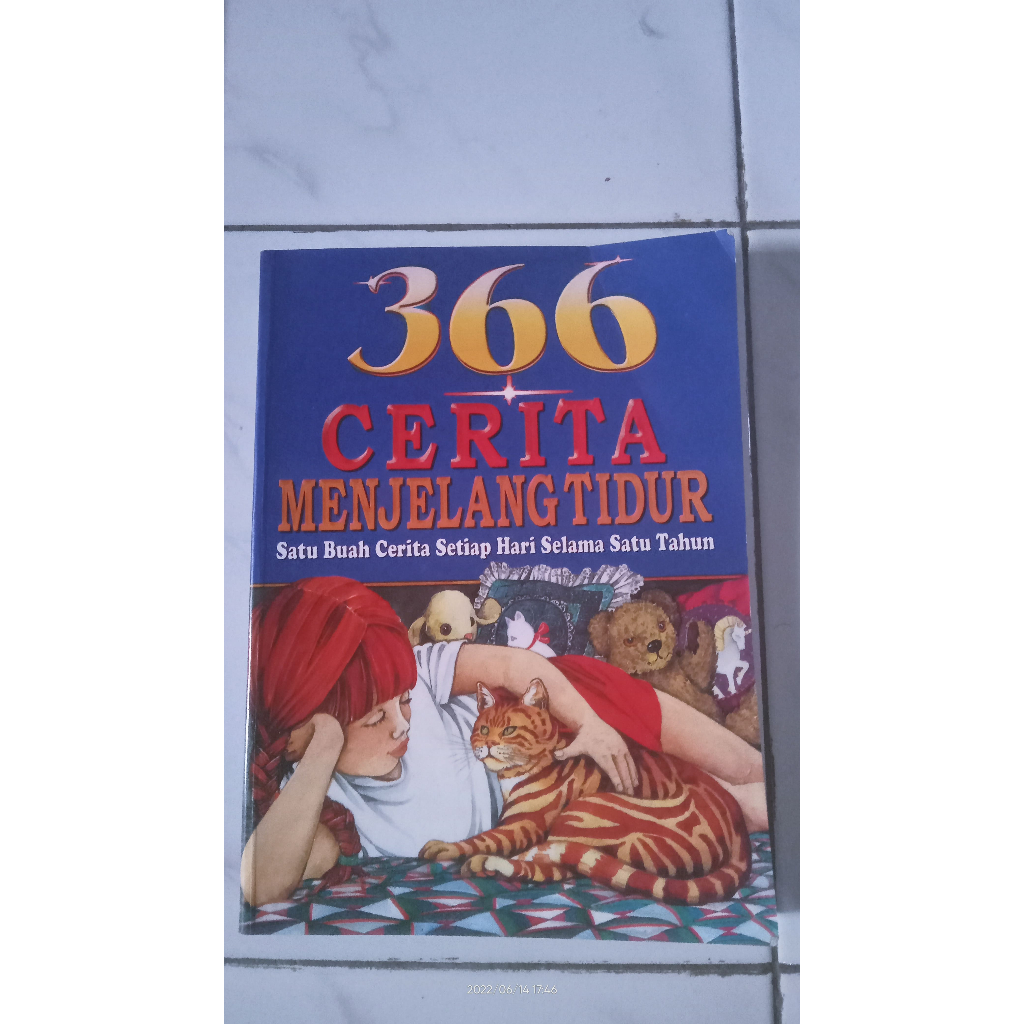 366
CERITA
MENJELANG TIDUR
Satu Buah Cerita Setiap Hari Selama Satu Tahun
2022-06-14 17:46